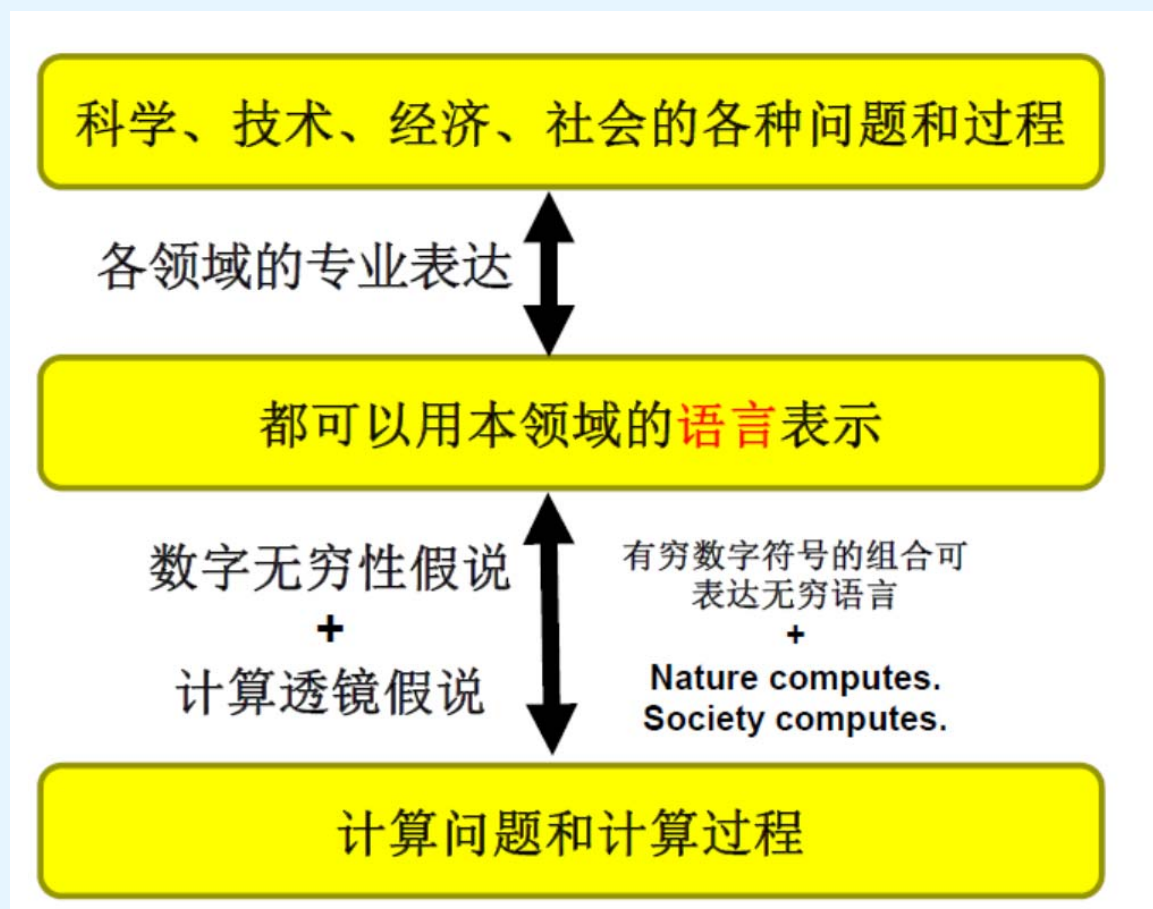 科学、技术、经济、社会的各种问题和过程
各领域的专业表达
都可以用本领域的语言表示
数字无穷性假说
+
计算透镜假说
有穷数字符号的组合可
表达无穷语言
+
Nature computes.
Society computes.
计算问题和计算过程